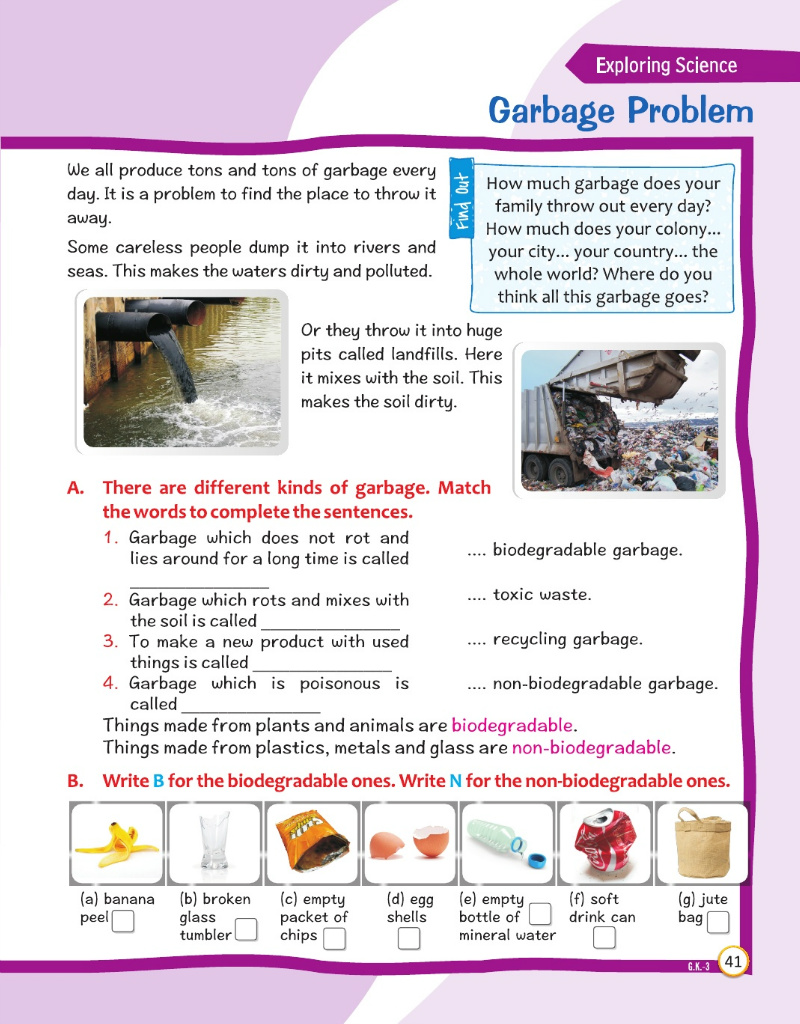 Exploring Science
Garbage Problem
We all produce tons and tons of garbage every
day. It is a problem to find the place to throw it
away.
Some careless people dump it into rivers and
seas. This makes the waters dirty and polluted.
Find Out
How much garbage does your
family throw out every day?
How much does your colony...
your city... your country... the
whole world? Where do you
think all this garbage goes?
Or they throw it into huge
pits called landfills. Here
it mixes with the soil. This
makes the soil dirty.
A. There are different kinds of garbage. Match
the words to complete the sentences.
1. Garbage which does not rot and
lies around for a long time is called
_______________
2. Garbage which rots and mixes with
the soil is called _______________
3. To make a new product with used
things is called _______________
4. Garbage which is poisonous is
called _______________
.... biodegradable garbage.
.... toxic waste.
.... recycling garbage.
.... non-biodegradable garbage.
Things made from plants and animals are biodegradable.
Things made from plastics, metals and glass are non-biodegradable.
B. Write B for the biodegradable ones. Write N for the non-biodegradable ones.
(a) banana
peel
(b) broken
glass
tumbler
(c) empty
packet of
chips
(d) egg
shells
(e) empty
bottle of
mineral water
(f) soft
drink can
(g) jute
bag
G.K.-3
41